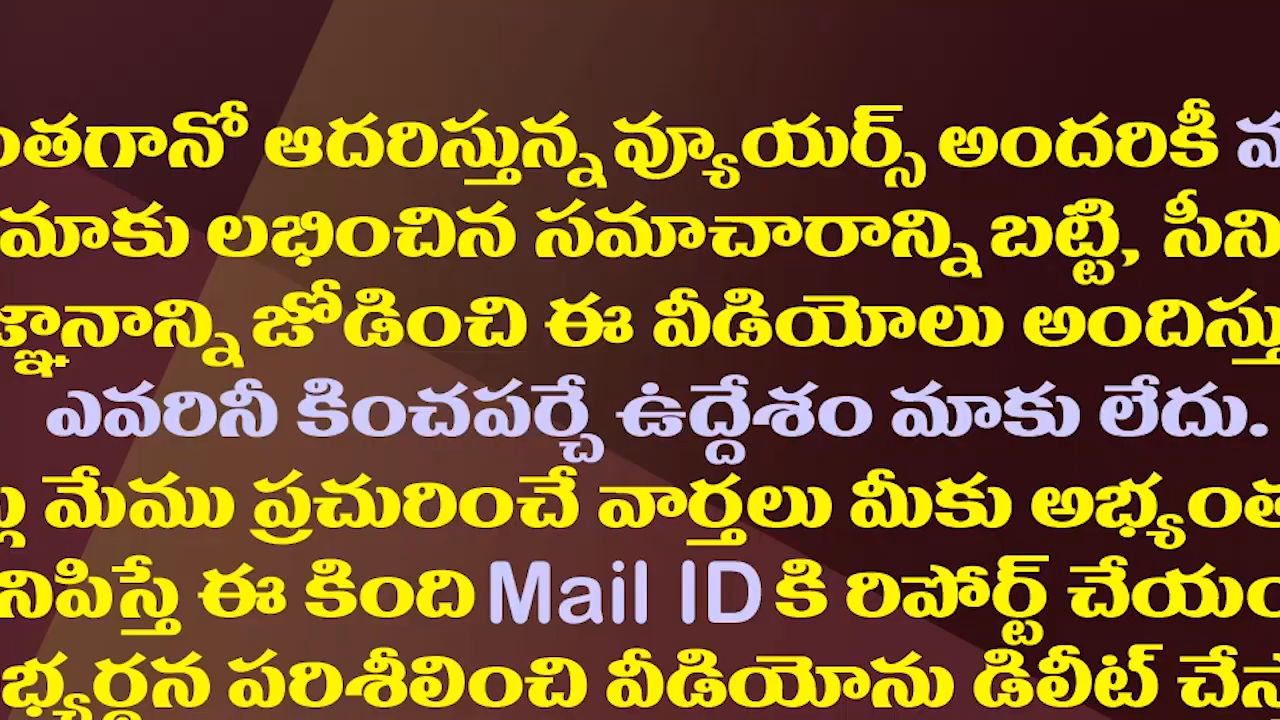 ంతగానో ఆదరిస్తున్న వ్యూయర్స్ అందరికీ
మాకు లభించిన సమాచారాన్ని బట్టి, సీని
జ్ఞానాన్ని జోడించి ఈ వీడియోలు అందిస్తు
ఎవరినీ కించపర్చే ఉద్దేశం మాకు లేదు.
మేము ప్రచురించే వార్తలు మీకు అభ్యంత
నిపిస్తే ఈ కింది Mail ID కి రిపోర్ట్ చేయం
భ్యర్థన పరిశీలించి వీడియోను డిలీట్ చేస